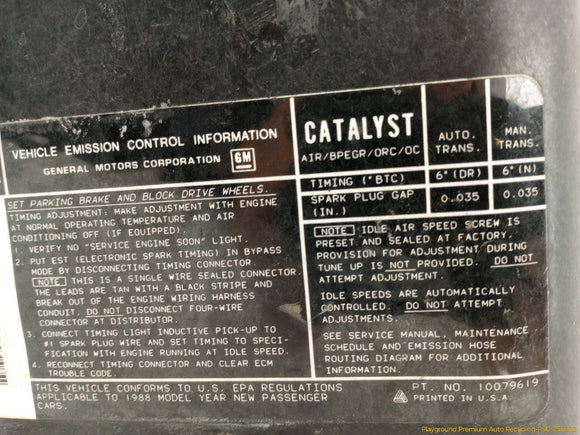 VEHICLE EMISSION CONTROL INFORMATION
GENERAL MOTORS CORPORATION GM
CATALYST
AIR/BPEGR/ORC/OC
AUTO.
TRANS.
MAN.
TRANS.
TIMING (°BTC) 6°(DR) 6°(N)
SPARK PLUG GAP
(IN.) 0.035 0.035
SET PARKING BRAKE AND BLOCK DRIVE WHEELS.
TIMING ADJUSTMENT: MAKE ADJUSTMENT WITH ENGINE
AT NORMAL OPERATING TEMPERATURE AND AIR
CONDITIONING OFF (IF EQUIPPED).
1. VERIFY NO "SERVICE ENGINE SOON" LIGHT.
2. PUT EST (ELECTRONIC SPARK TIMING) IN BYPASS
MODE BY DISCONNECTING TIMING CONNECTOR.
NOTE THIS IS A SINGLE WIRE SEALED CONNECTOR.
THE LEADS ARE TAN WITH A BLACK STRIPE AND
BREAK OUT OF THE ENGINE WIRING HARNESS
CONDUIT. DO NOT DISCONNECT FOUR-WIRE
CONNECTOR AT DISTRIBUTOR.
CONNECT TIMING LIGHT INDUCTIVE PICK-UP TO
#1 SPARK PLUG WIRE AND SET TIMING TO SPECI-
FICATION WITH ENGINE RUNNING AT IDLE SPEED.
4. RECONNECT TIMING CONNECTOR AND CLEAR ECM
TROUBLE CODE.
NOTE IDLE AIR SPEED SCREW IS
PRESET AND SEALED AT FACTORY.
PROVISION FOR ADJUSTMENT DURING
TUNE UP IS NOT PROVIDED. DO NOT
ATTEMPT ADJUSTMENT.
IDLE SPEEDS ARE AUTOMATICALLY
CONTROLLED. DO NOT ATTEMPT
ADJUSTMENTS.
SEE SERVICE MANUAL, MAINTENANCE
SCHEDULE AND EMISSION HOSE
ROUTING DIAGRAM FOR ADDITIONAL
INFORMATION.
THIS VEHICLE CONFORMS TO U.S. EPA REGULATIONS
APPLICABLE TO 1988 MODEL YEAR NEW PASSENGER
CARS.
PT. NO. 10079619
PRINTED IN U.S.A.
Playground Premium Auto Recycling